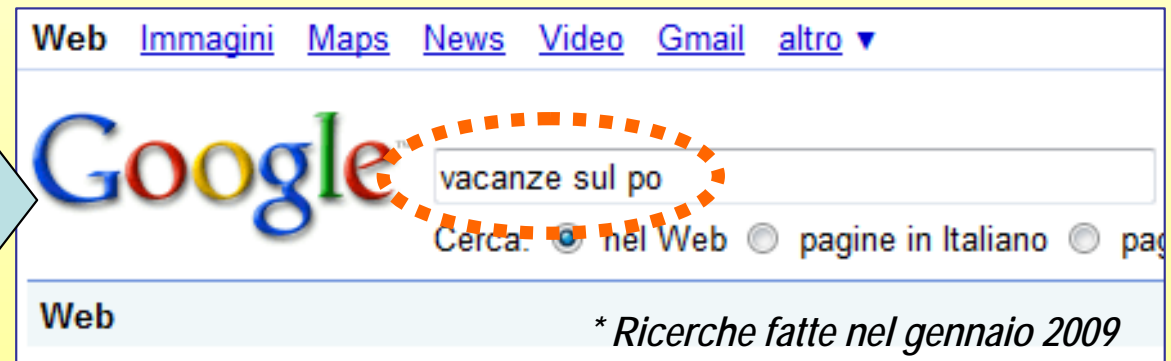 Web Immagini Maps News Video Gmail altro ▼
Google™
vacanze sul po
Cerca: nel Web pagine in Italiano
Web
* Ricerche fatte nel gennaio 2009